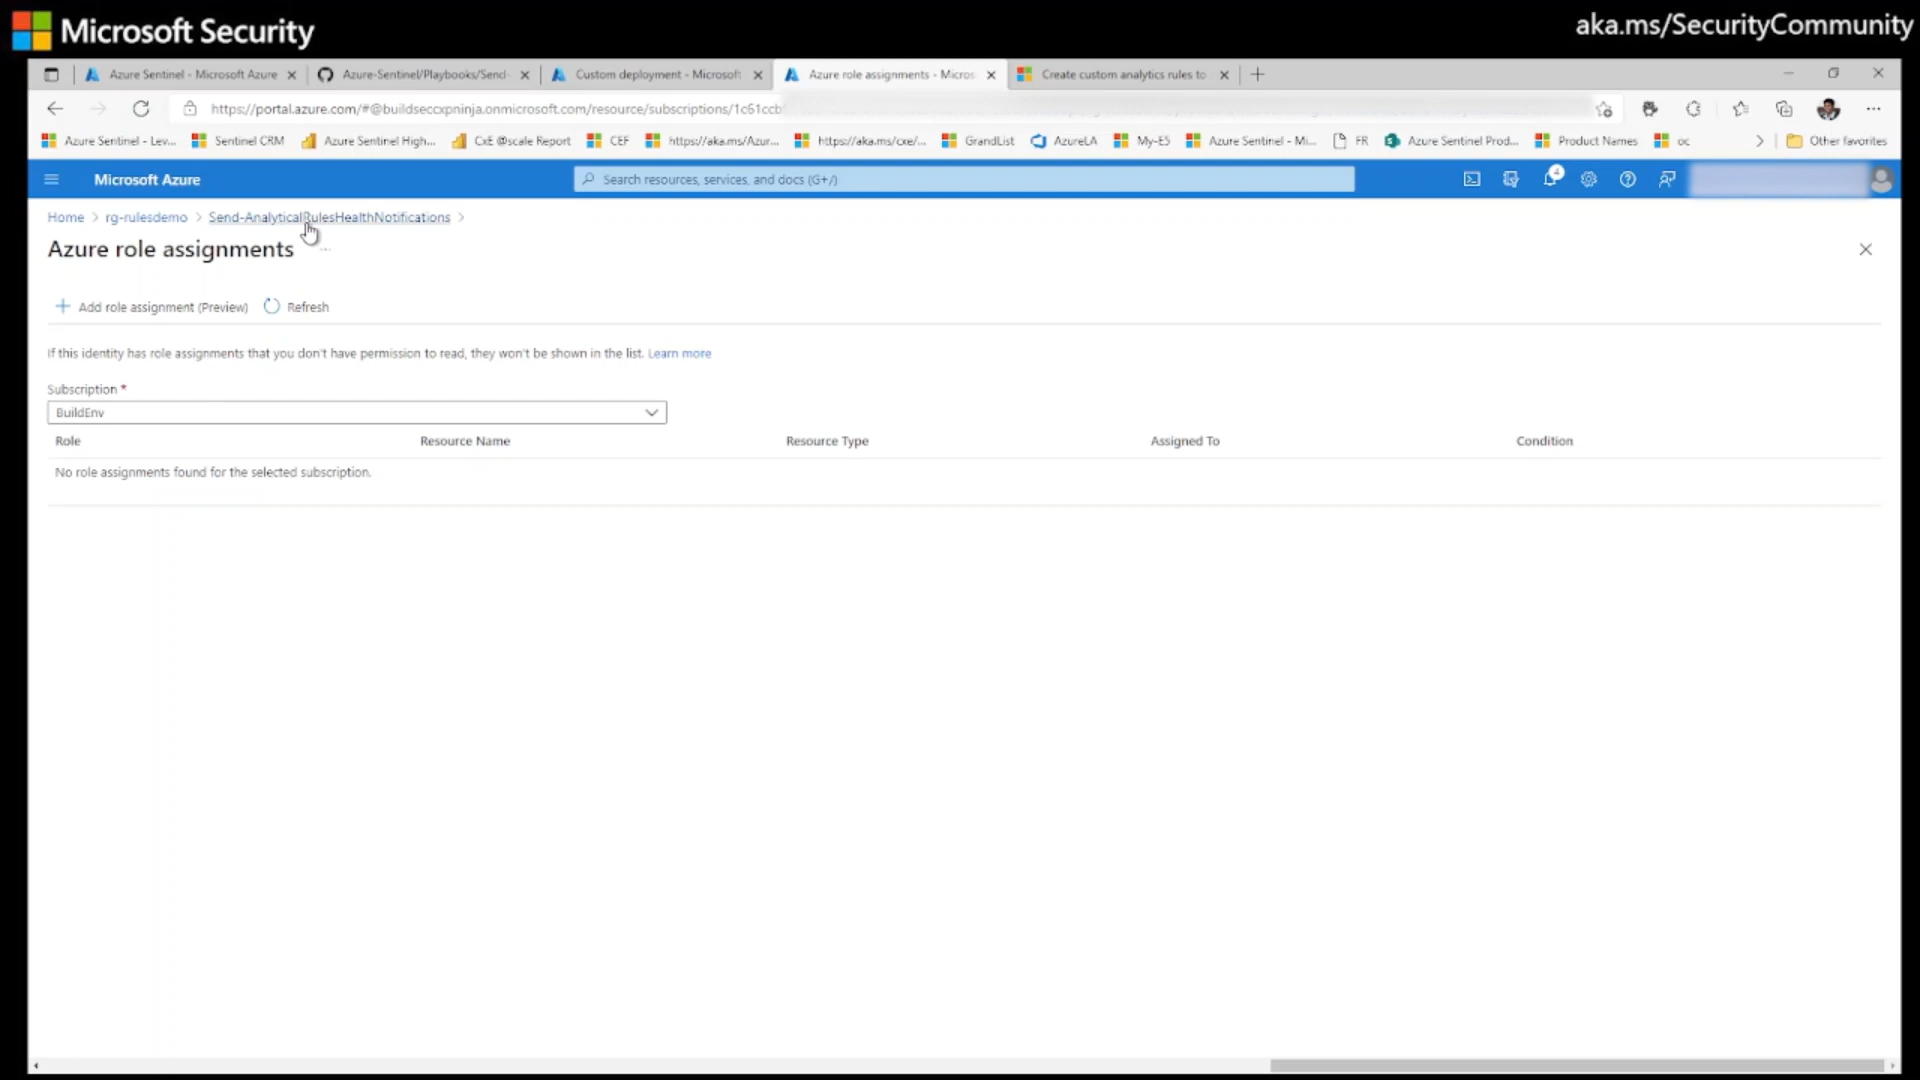 Microsoft Security
aka.ms/SecurityCommunity
Azure Sentinel - Microsoft Azure
Azure-Sentinel/Playbooks/Send-
Custom deployment - Microsoft
Azure role assignments - Micros
Create custom analytics rules to
https://portal.azure.com/#@buildseccxpninja.onmicrosoft.com/resource/subscriptions/1c61ccb
Azure Sentinel - Lev...
Sentinel CRM
Azure Sentinel High...
CxE @scale Report
CEF
https://aka.ms/Azur...
https://aka.ms/cxe/...
GrandList
AzureLA
My-E5
Azure Sentinel - Mi...
FR
Azure Sentinel Prod...
Product Names
oc
Other favorites
Microsoft Azure
Search resources, services, and docs (G+/)
4
Home > rg-rulesdemo > Send-AnalyticalRulesHealthNotifications >
Azure role assignments ...
Add role assignment (Preview)
Refresh
If this identity has role assignments that you don't have permission to read, they won't be shown in the list. Learn more
Subscription *
BuildEnv
Role
Resource Name
Resource Type
Assigned To
Condition
No role assignments found for the selected subscription.